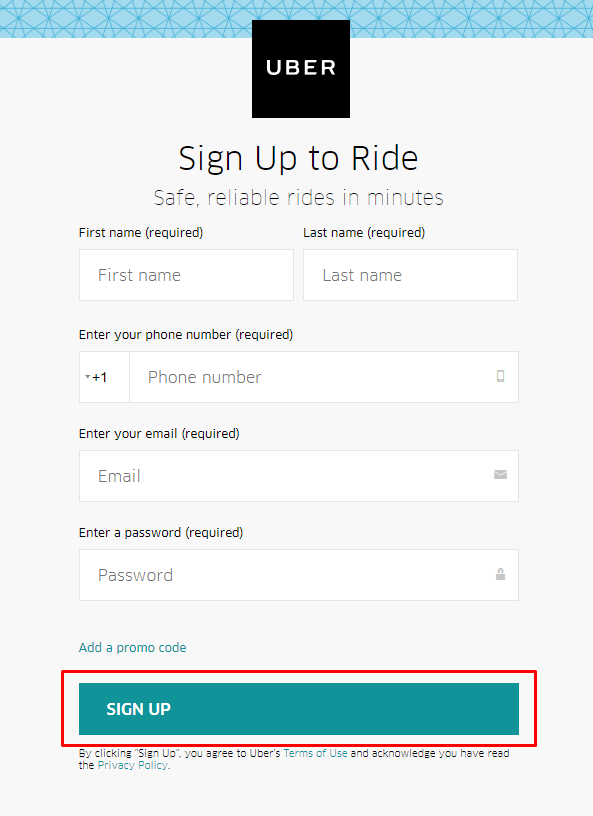 UBER
Sign Up to Ride
Safe, reliable rides in minutes
First name (required) Last name (required)
First name Last name
Enter your phone number (required)
+1 Phone number
Enter your email (required)
Email
Enter a password (required)
Password
Add a promo code
SIGN UP
By clicking "Sign Up", you agree to Uber's Terms of Use and acknowledge you have read
the Privacy Policy.